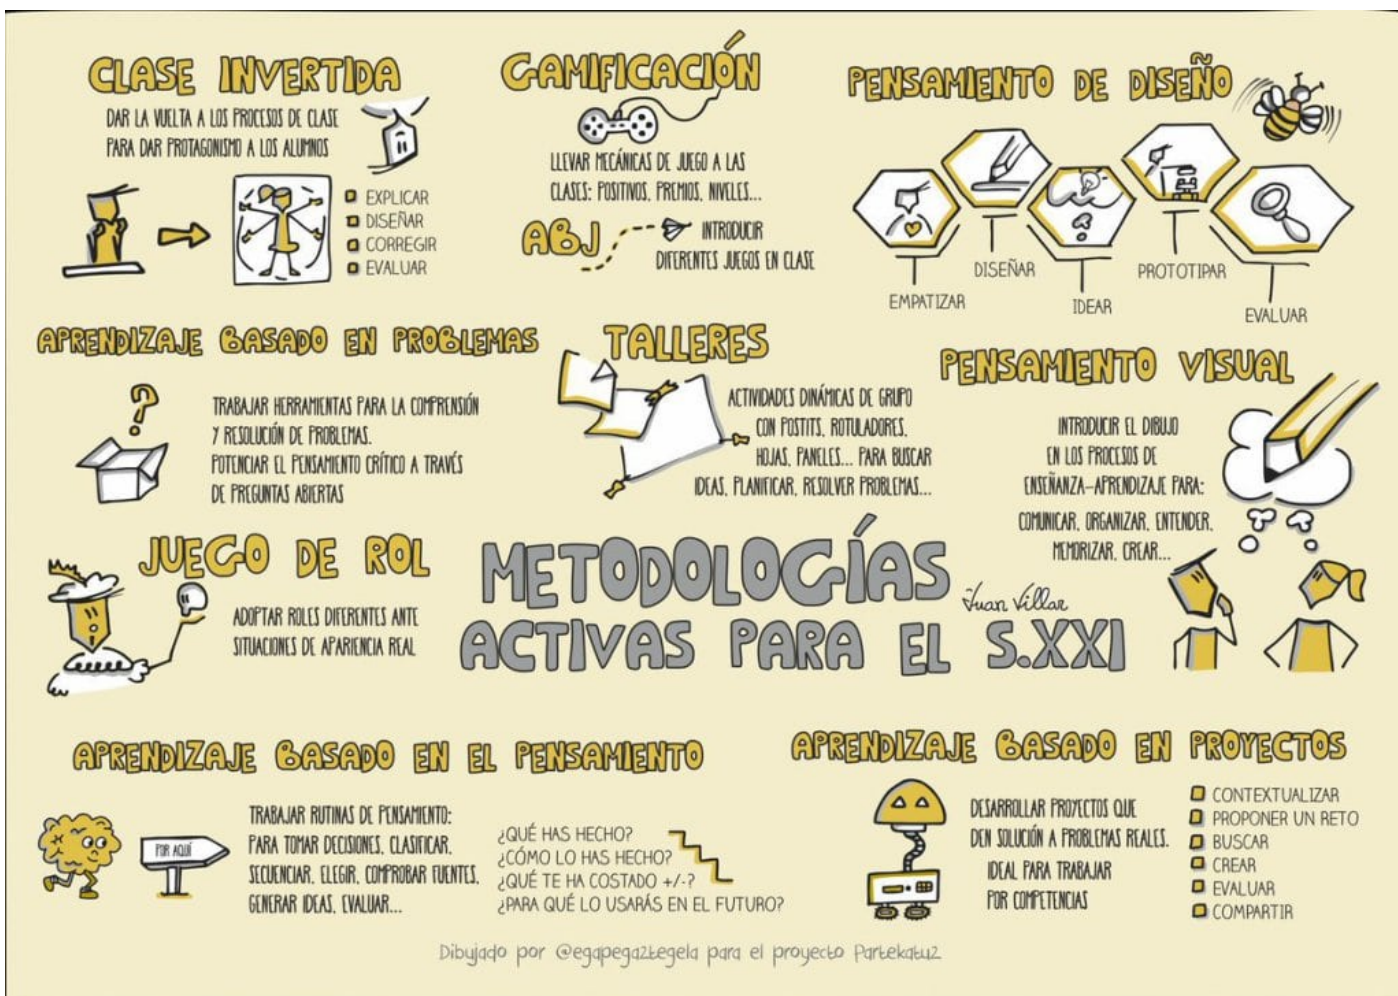 CLASE INVERTIDA
DAR LA VUELTA A LOS PROCESOS DE CLASE
PARA DAR PROTAGONISMO A LOS ALUMNOS
EXPLICAR
DISEÑAR
CORREGIR
EVALUAR
GAMIFICACIÓN
LLEVAR MECÁNICAS DE JUEGO A LAS
CLASES: POSITIVOS, PREMIOS, NIVELES...
ABJ
INTRODUCIR
DIFERENTES JUEGOS EN CLASE
PENSAMIENTO DE DISEÑO
EMPATIZAR
DISEÑAR
IDEAR
PROTOTIPAR
EVALUAR
APRENDIZAJE BASADO EN PROBLEMAS
TRABAJAR HERRAMIENTAS PARA LA COMPRENSIÓN
Y RESOLUCIÓN DE PROBLEMAS.
POTENCIAR EL PENSAMIENTO CRÍTICO A TRAVÉS
DE PREGUNTAS ABIERTAS
TALLERES
ACTIVIDADES DINÁMICAS DE GRUPO
CON POSTITS, ROTULADORES,
HOJAS, PANELES... PARA BUSCAR
IDEAS, PLANIFICAR, RESOLVER PROBLEMAS...
PENSAMIENTO VISUAL
INTRODUCIR EL DIBUJO
EN LOS PROCESOS DE
ENSEÑANZA-APRENDIZAJE PARA:
COMUNICAR, ORGANIZAR, ENTENDER,
MEMORIZAR, CREAR...
JUEGO DE ROL
ADOPTAR ROLES DIFERENTES ANTE
SITUACIONES DE APARIENCIA REAL
METODOLOGÍAS
ACTIVAS PARA EL S.XXI
Juan Villar
APRENDIZAJE BASADO EN EL PENSAMIENTO
POR AQUÍ
TRABAJAR RUTINAS DE PENSAMIENTO:
PARA TOMAR DECISIONES, CLASIFICAR,
SECUENCIAR, ELEGIR, COMPROBAR FUENTES,
GENERAR IDEAS, EVALUAR...
¿QUÉ HAS HECHO?
¿CÓMO LO HAS HECHO?
¿QUÉ TE HA COSTADO +/-?
¿PARA QUÉ LO USARÁS EN EL FUTURO?
APRENDIZAJE BASADO EN PROYECTOS
DESARROLLAR PROYECTOS QUE
DEN SOLUCIÓN A PROBLEMAS REALES.
IDEAL PARA TRABAJAR
POR COMPETENCIAS
CONTEXTUALIZAR
PROPONER UN RETO
BUSCAR
CREAR
EVALUAR
COMPARTIR
Dibujado por @egapega2tegela para el proyecto Partekatuz